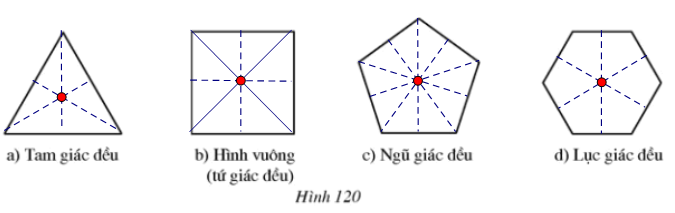 a) Tam giác đều
b) Hình vuông
(tứ giác đều)
c) Ngũ giác đều
d) Lục giác đều
Hình 120